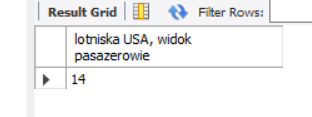 Result Grid Filter Rows:
lotniska USA, widok
pasazerowie
14